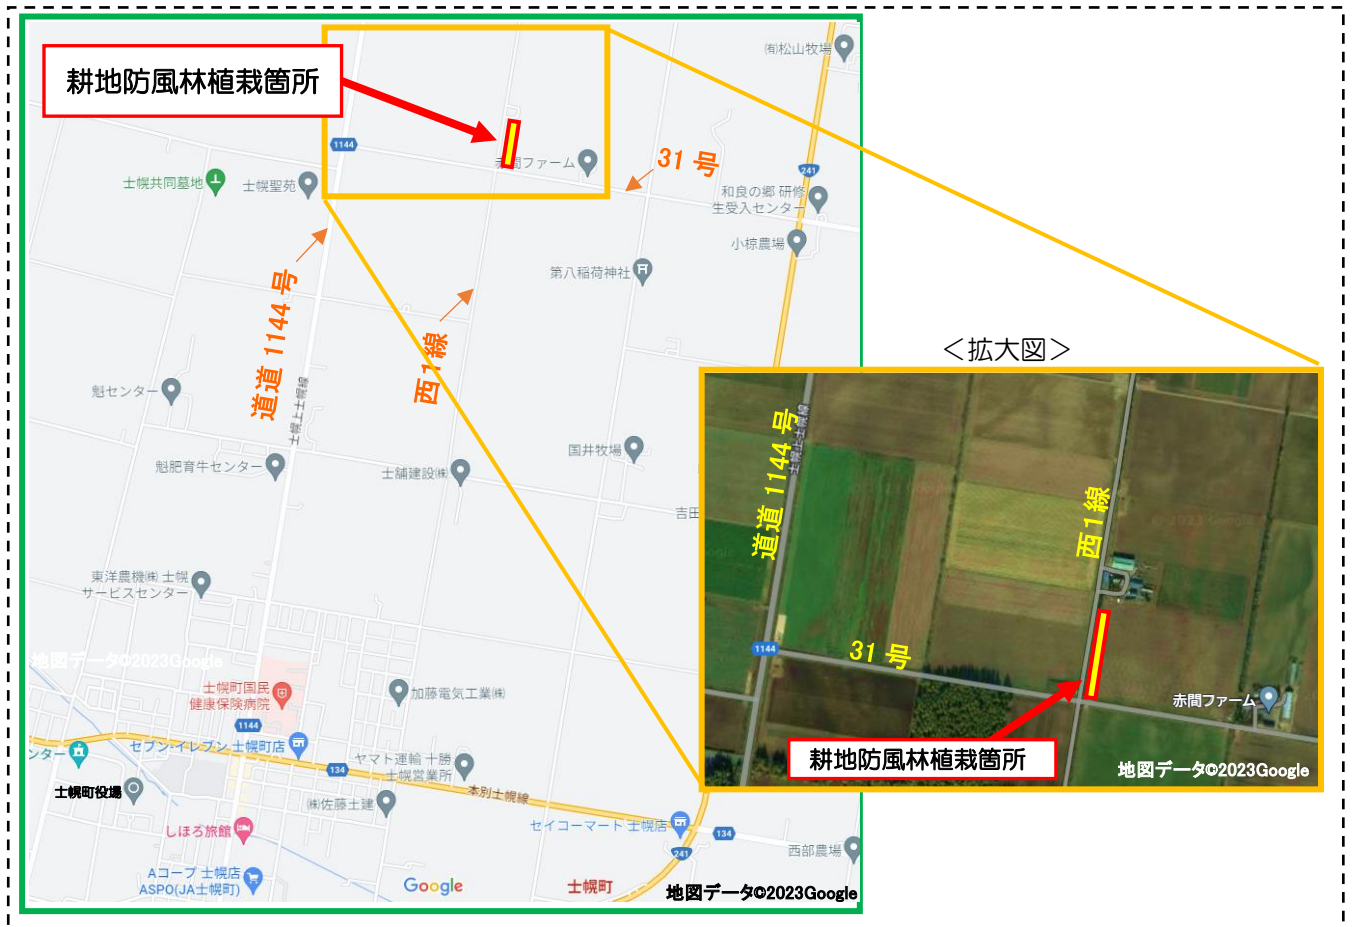 ㈲松山牧場
耕地防風林植栽箇所
1144
赤間ファーム
31 号
241
士幌共同墓地
士幌聖苑
和良の郷 研修
生受入センター
小椋農場
第八稲荷神社
道道 1144 号
西1線
＜拡大図＞
魁センター
士幌上士幌線
魁肥育牛センター
士舗建設㈱
国井牧場
吉田
東洋農機㈱ 士幌
サービスセンター
地図データ©2023Google
士幌町国民
健康保険病院
加藤電気工業㈱
1144
ンター
セブン-イレブン 士幌町店
134
ヤマト運輸 十勝
士幌営業所
本別士幌線
士幌町役場
㈱佐藤土建
しほろ旅館
セイコーマート 士幌店
134
241
西部農場
Aコープ 士幌店
ASPO(JA士幌町)
Google
士幌町
地図データ©2023Google
道道 1144 号
士幌上士幌線
西1線
1144
31 号
赤間ファーム
耕地防風林植栽箇所
地図データ©2023Google